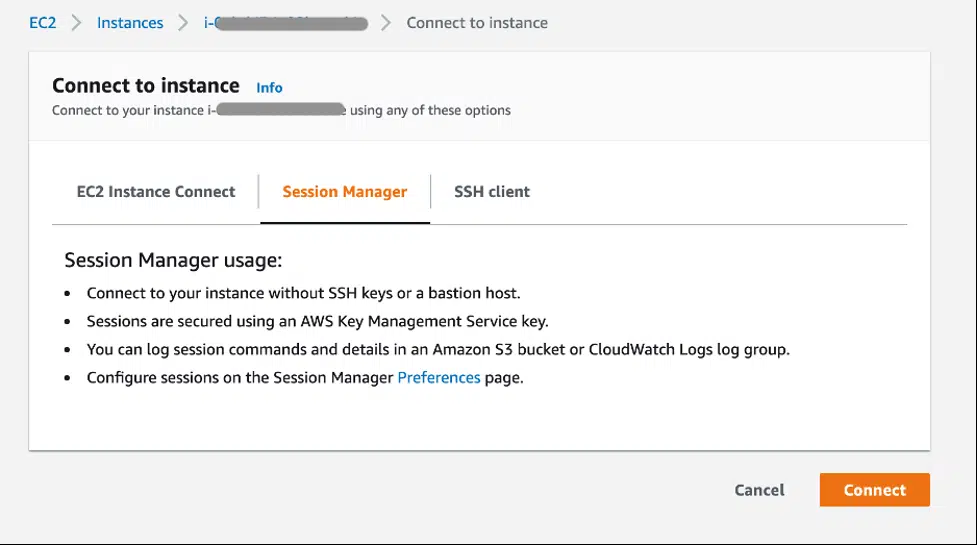 EC2 > Instances > i- > Connect to instance
Connect to instance Info
Connect to your instance i- using any of these options
EC2 Instance Connect Session Manager SSH client
Session Manager usage:
• Connect to your instance without SSH keys or a bastion host.
• Sessions are secured using an AWS Key Management Service key.
• You can log session commands and details in an Amazon S3 bucket or CloudWatch Logs log group.
• Configure sessions on the Session Manager Preferences page.
Cancel Connect